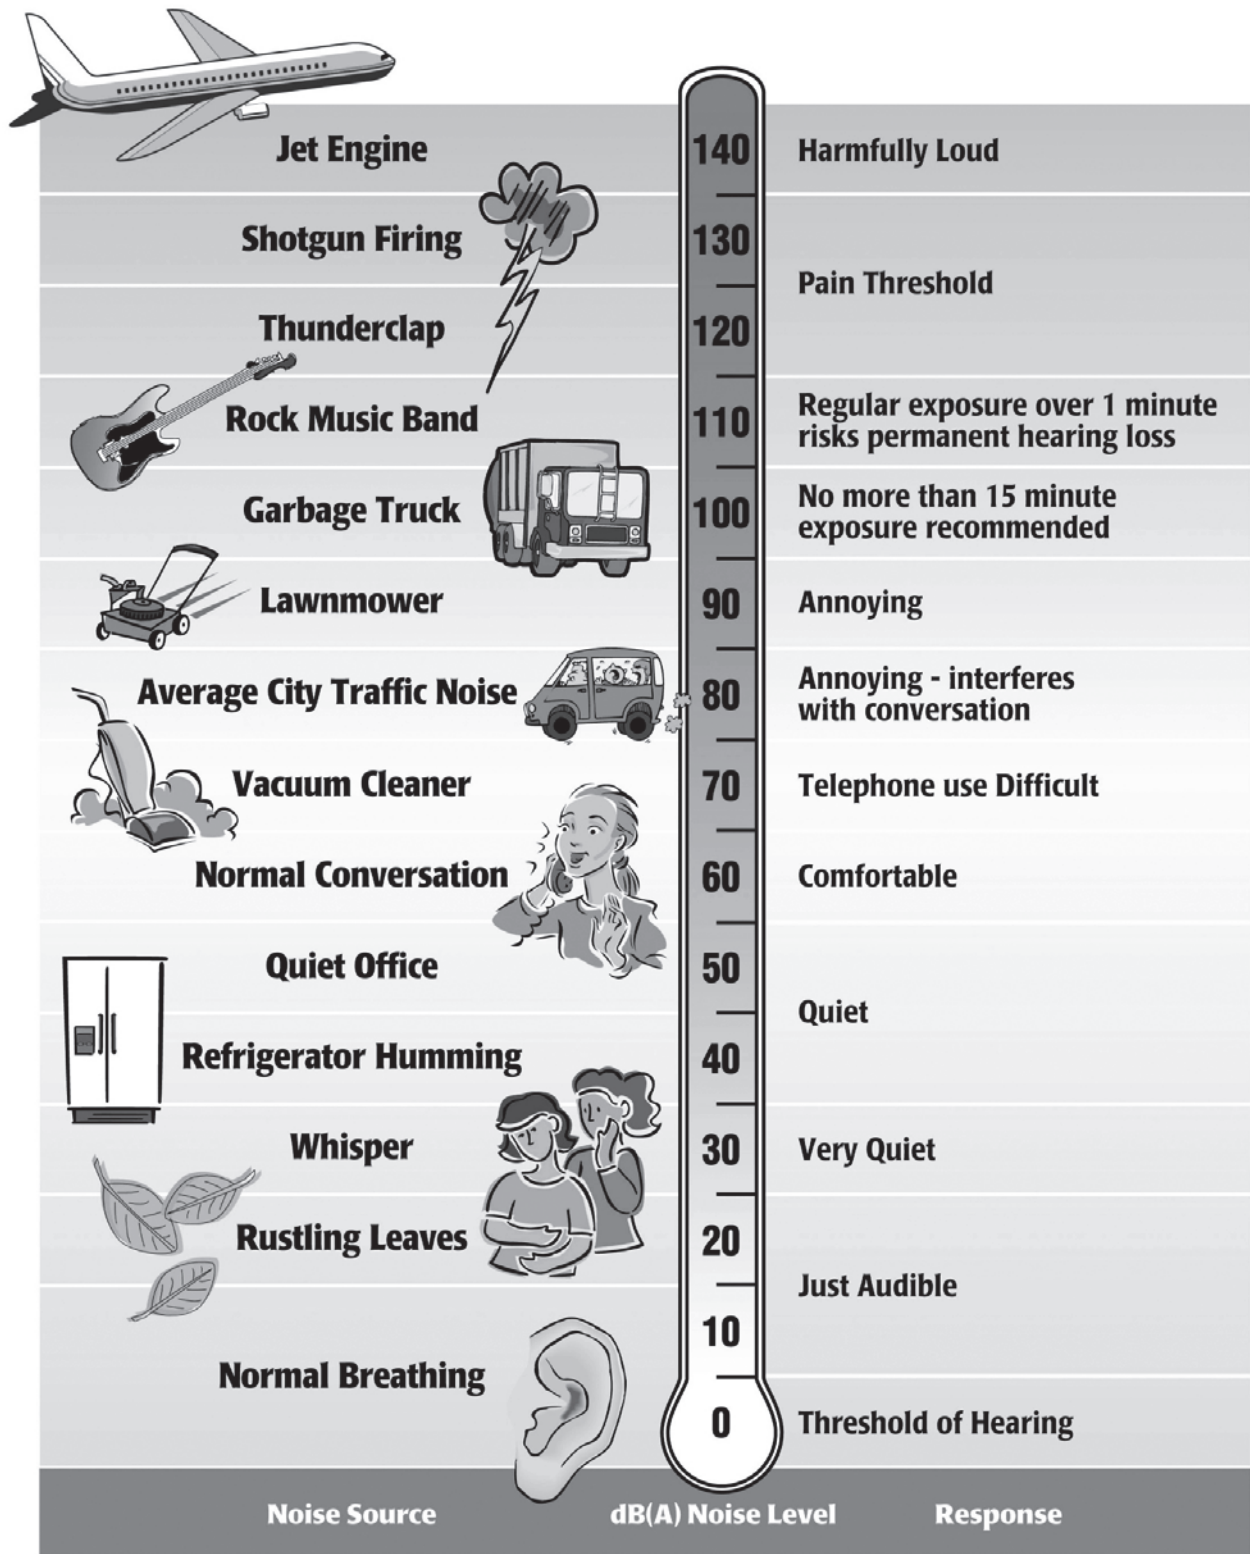 Jet Engine 140 Harmfully Loud
Shotgun Firing 130
Pain Threshold
Thunderclap 120
Rock Music Band 110 Regular exposure over 1 minute
risks permanent hearing loss
Garbage Truck 100 No more than 15 minute
exposure recommended
Lawnmower 90 Annoying
Average City Traffic Noise 80 Annoying - interferes
with conversation
Vacuum Cleaner 70 Telephone use Difficult
Normal Conversation 60 Comfortable
Quiet Office 50
Quiet
Refrigerator Humming 40
Whisper 30 Very Quiet
Rustling Leaves 20
Just Audible
10
Normal Breathing
0 Threshold of Hearing
Noise Source dB(A) Noise Level Response